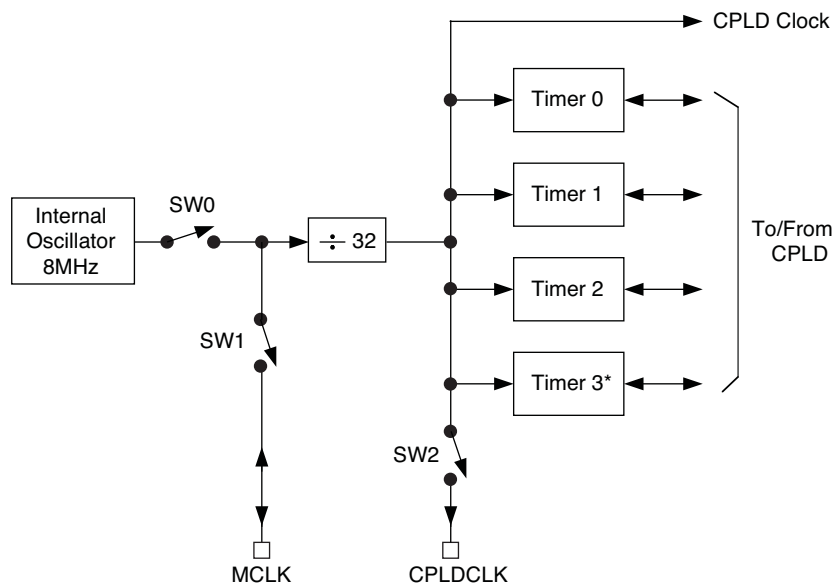 CPLD Clock
Timer 0
Timer 1
Internal
Oscillator
8MHz
SW0
÷ 32
To/From
CPLD
Timer 2
SW1
Timer 3*
SW2
MCLK
CPLDCLK